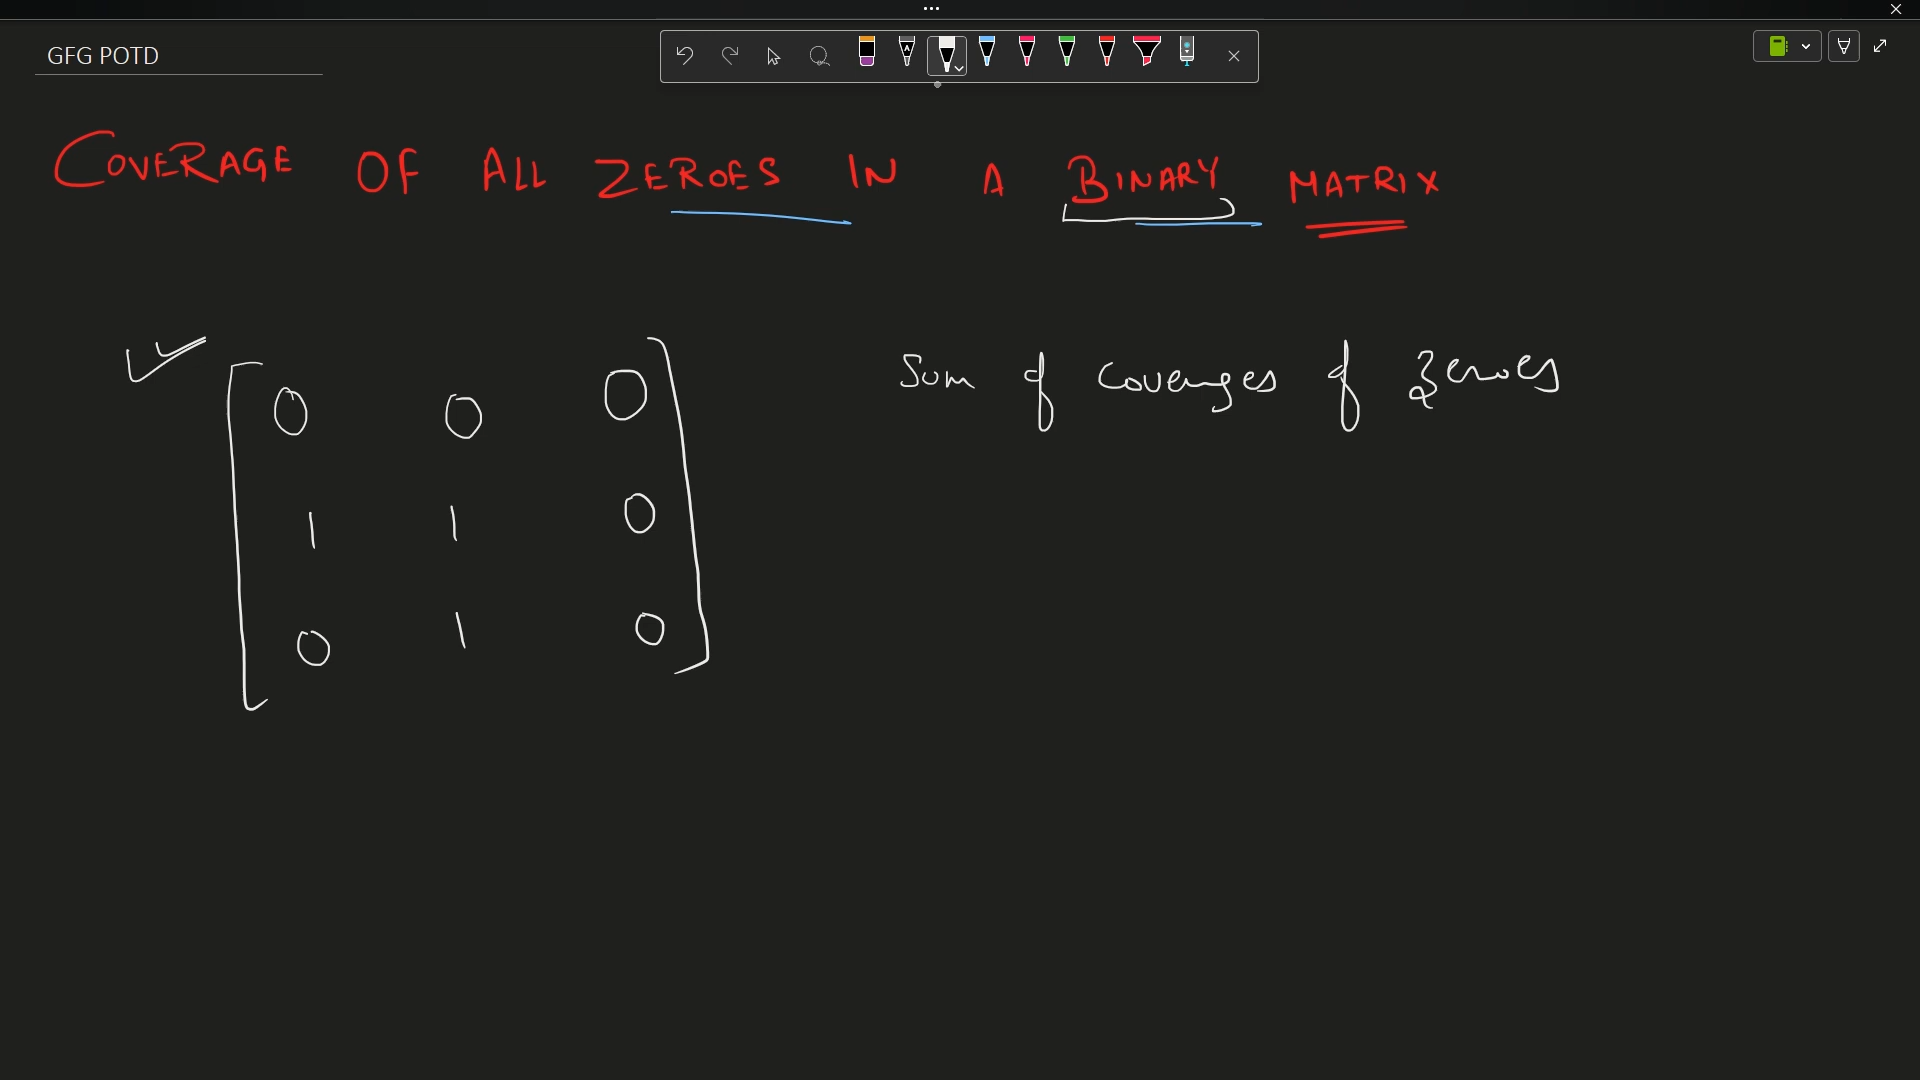 GFG POTD
COVERAGE OF ALL ZEROES IN A BINARY MATRIX
Sum of coverages of zeroes
0 0 0
1 1 0
0 1 0